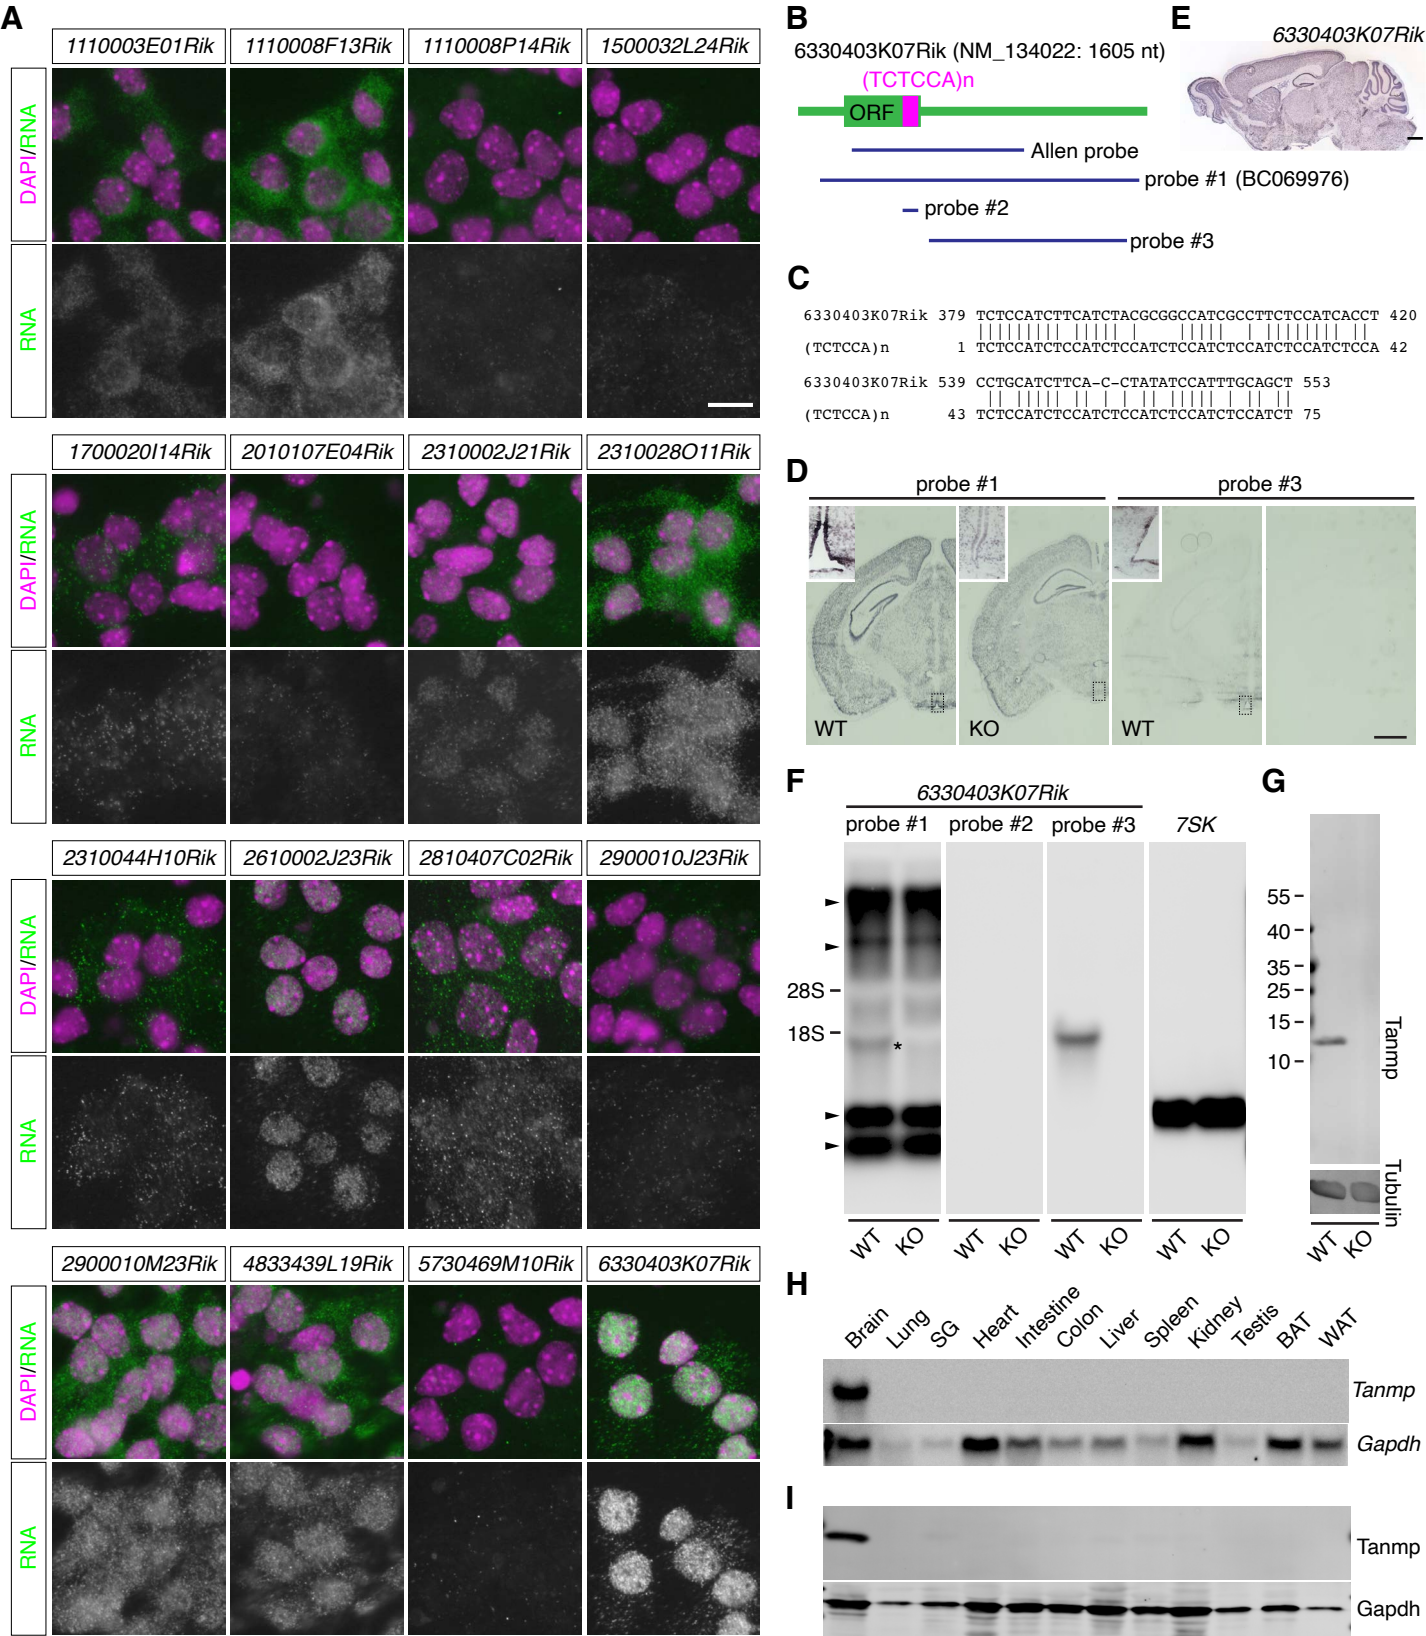 A
1110003E01Rik 1110008F13Rik 1110008P14Rik 1500032L24Rik
DAPI/RNA
RNA
1700020I14Rik 2010107E04Rik 2310002J21Rik 2310028O11Rik
DAPI/RNA
RNA
2310044H10Rik 2610002J23Rik 2810407C02Rik 2900010J23Rik
DAPI/RNA
RNA
2900010M23Rik 4833439L19Rik 5730469M10Rik 6330403K07Rik
DAPI/RNA
RNA
B
6330403K07Rik (NM_134022: 1605 nt)
(TCTCCA)n
ORF
Allen probe
probe #1 (BC069976)
probe #2
probe #3
E
6330403K07Rik
C
6330403K07Rik 379 TCTCCATCTTCATCTACGCGGCCATCGCCTTCTCCATCACCT 420
(TCTCCA)n 1 TCTCCATCTCCATCTCCATCTCCATCTCCATCTCCATCTCCA 42
6330403K07Rik 539 CCTGCATCTTCA-C-CTATATCCATTTGCAGCT 553
(TCTCCA)n 43 TCTCCATCTCCATCTCCATCTCCATCTCCATCT 75
D
probe #1 probe #3
WT KO WT
F
6330403K07Rik
probe #1 probe #2 probe #3 7SK
28S
18S
*
WT KO WT KO WT KO WT KO
G
55
40
35
25
15
10
Tanmp
Tubulin
WT KO
H
Brain Lung SG Heart Intestine Colon Liver Spleen Kidney Testis BAT WAT
Tanmp
Gapdh
I
Tanmp
Gapdh